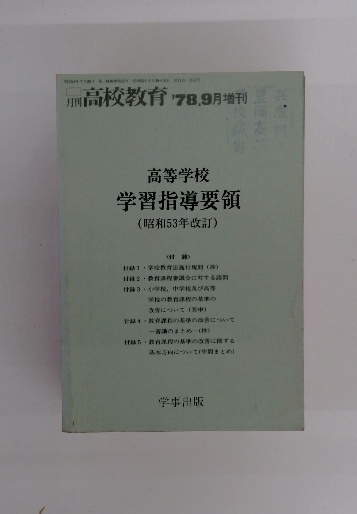 月刊高校教育 '78,9月増刊
高等学校
学習指導要領
(昭和53年改訂)
〈付 録〉
付録1・学校教育法施行規則(抄)
付録2・教育課程審議会に対する諮問
付録3・小学校,中学校及び高等
学校の教育課程の基準の
改善について(答申)
付録4・教育課程の基準の改善について
―審議のまとめ―(抄)
付録5・教育課程の基準の改善に関する
基本方向について(中間まとめ)
学事出版